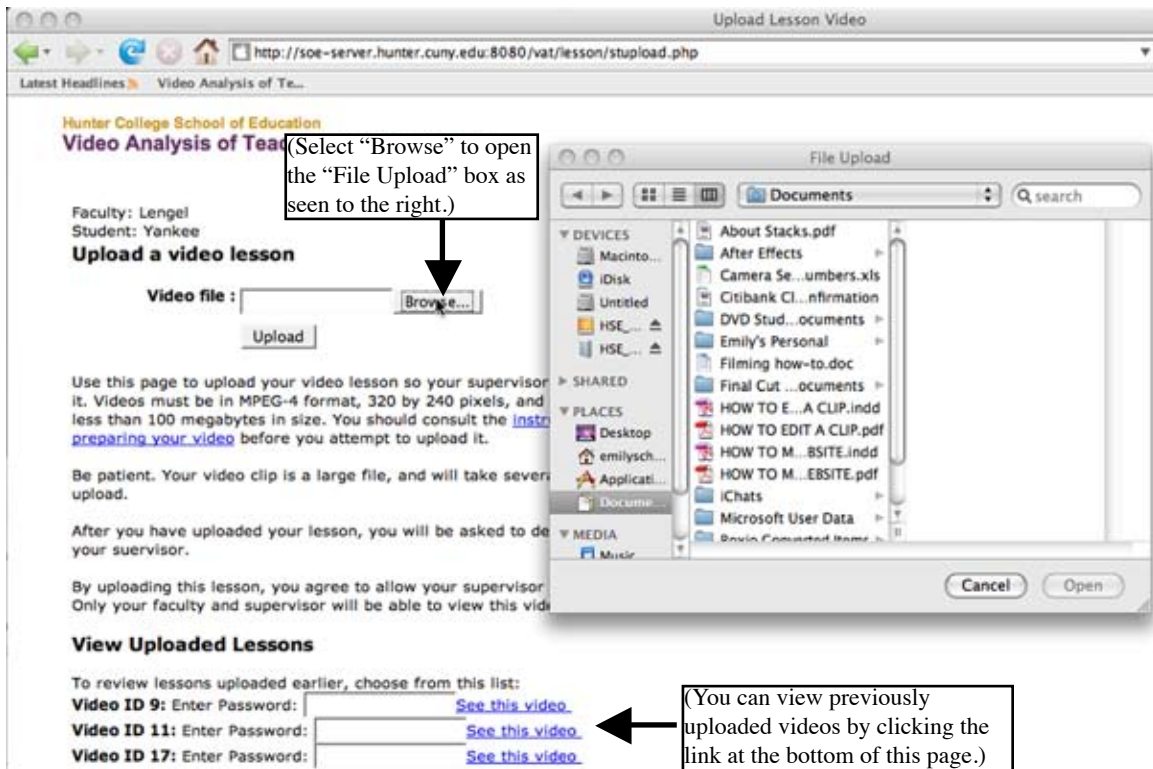 Upload Lesson Video
http://soe-server.hunter.cuny.edu:8080/vat/lesson/stupload.php
Latest Headlines Video Analysis of Te...
Hunter College School of Education
Video Analysis of Teac
(Select “Browse” to open
the “File Upload” box as
seen to the right.)
Faculty: Lengel
Student: Yankee
Upload a video lesson
Video file :
Browse...
Upload
Use this page to upload your video lesson so your supervisor
it. Videos must be in MPEG-4 format, 320 by 240 pixels, and
less than 100 megabytes in size. You should consult the instr
preparing your video before you attempt to upload it.
Be patient. Your video clip is a large file, and will take severa
upload.
After you have uploaded your lesson, you will be asked to de
your suervisor.
By uploading this lesson, you agree to allow your supervisor
Only your faculty and supervisor will be able to view this vide
View Uploaded Lessons
To review lessons uploaded earlier, choose from this list:
Video ID 9: Enter Password: See this video
Video ID 11: Enter Password: See this video
Video ID 17: Enter Password: See this video
(You can view previously
uploaded videos by clicking the
link at the bottom of this page.)
File Upload
Documents
search
DEVICES
Macinto...
iDisk
Untitled
HSE_...
HSE_...
SHARED
PLACES
Desktop
emilysch...
Applicati...
Docume...
MEDIA
Music
About Stacks.pdf
After Effects
Camera Se...umbers.xls
Citibank Cl...nfirmation
DVD Stud...ocuments
Emily's Personal
Filming how-to.doc
Final Cut ...ocuments
HOW TO E...A CLIP.indd
HOW TO EDIT A CLIP.pdf
HOW TO M...BSITE.indd
HOW TO M...EBSITE.pdf
iChats
Microsoft User Data
Roxio Converted Items
Cancel
Open